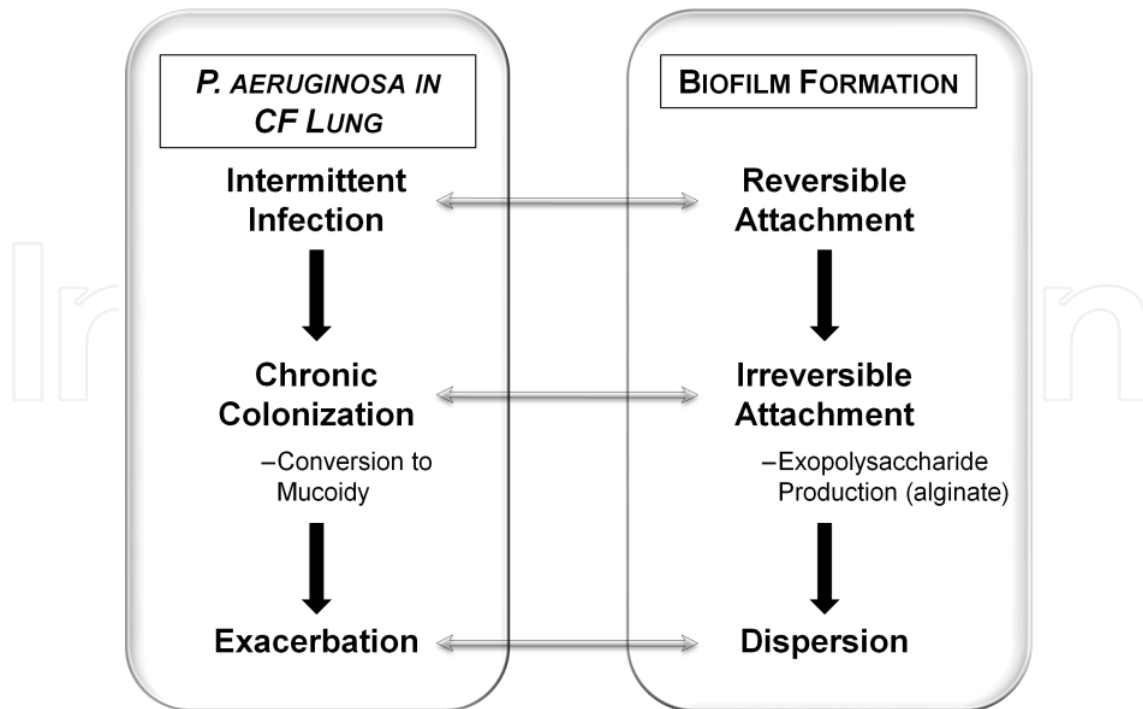 P. AERUGINOSA IN
CF LUNG
Intermittent
Infection
Chronic
Colonization
–Conversion to
Mucoidy
Exacerbation
BIOFILM FORMATION
Reversible
Attachment
Irreversible
Attachment
–Exopolysaccharide
Production (alginate)
Dispersion